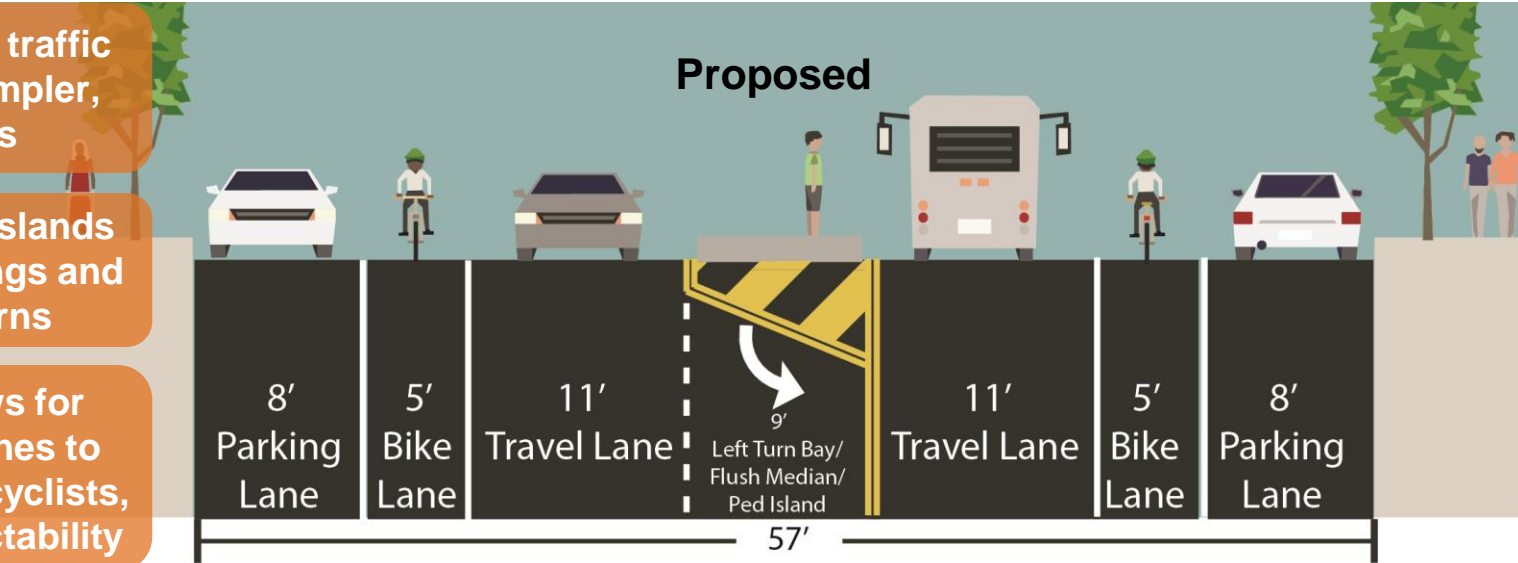 traffic
mpler,
s
slands
ngs and
rns
ys for
nes to
cyclists,
ctability
Proposed
8′
Parking
Lane
5′
Bike
Lane
11′
Travel Lane
9′
Left Turn Bay/
Flush Median/
Ped Island
11′
Travel Lane
5′
Bike
Lane
8′
Parking
Lane
57′